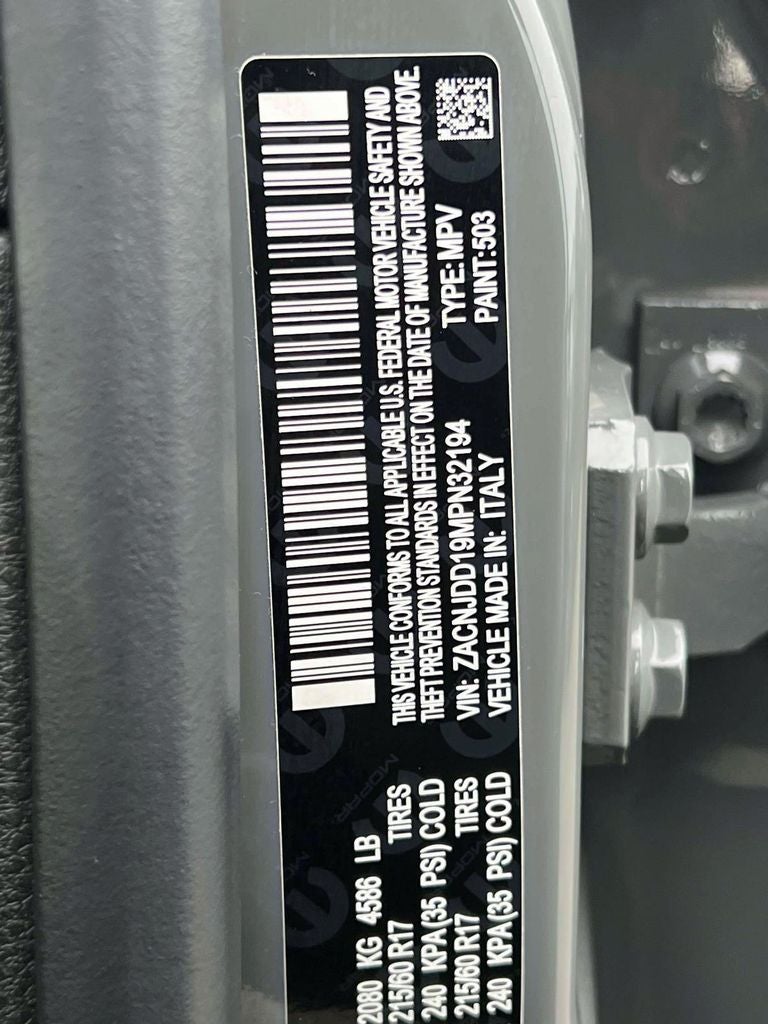 THIS VEHICLE CONFORMS TO ALL APPLICABLE U.S. FEDERAL MOTOR VEHICLE SAFETY AND
THEFT PREVENTION STANDARDS IN EFFECT ON THE DATE OF MANUFACTURE SHOWN ABOVE.
VIN: ZACNJDD19MPN32194 TYPE: MPV
VEHICLE MADE IN: ITALY PAINT:503
2080 KG 4586 LB
215/60 R17 TIRES
240 KPA(35 PSI) COLD
215/60 R17 TIRES
240 KPA(35 PSI) COLD
MOPAR